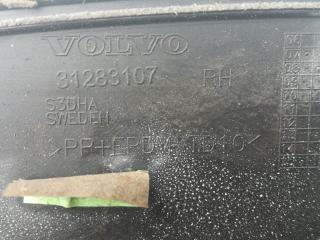 VOLVO
31283107 RH
S3DHA
SWEDEN
>PP+EPDM-TD10<